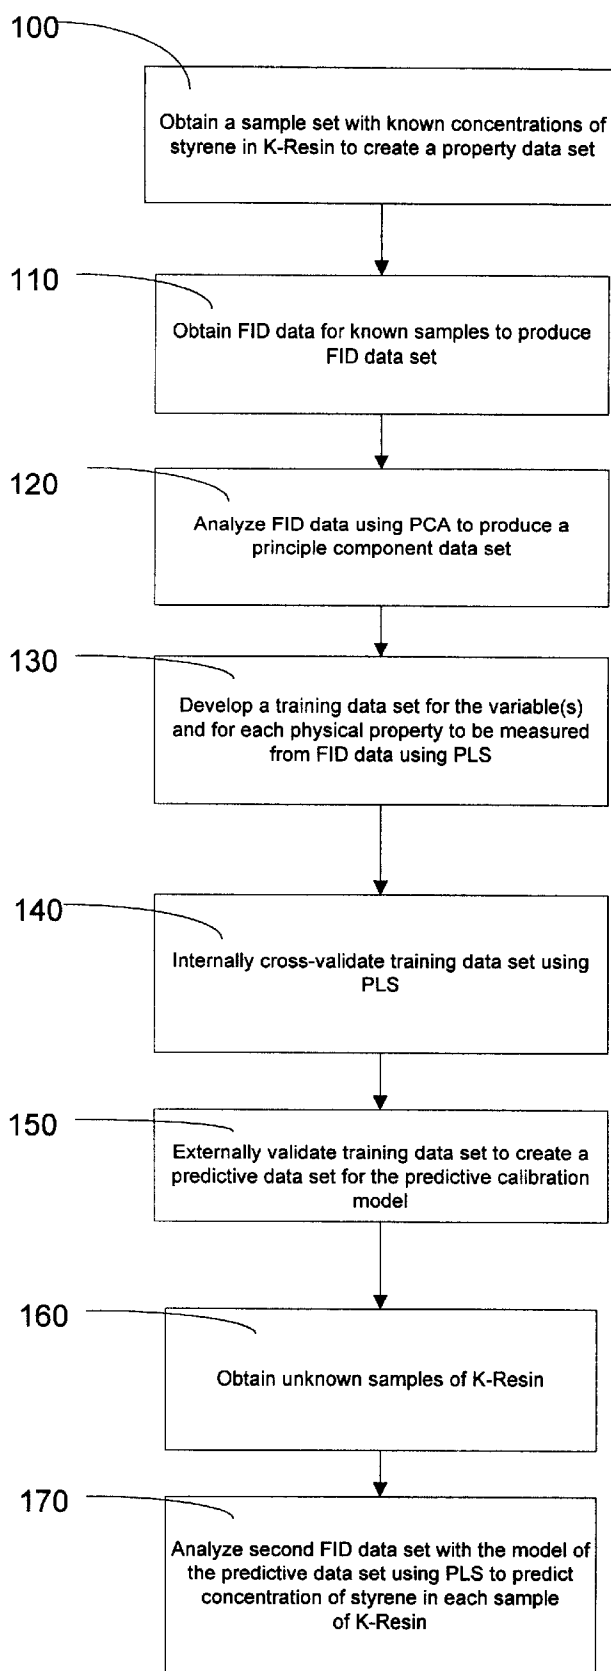 100
Obtain a sample set with known concentrations of
styrene in K-Resin to create a property data set
110
Obtain FID data for known samples to produce
FID data set
120
Analyze FID data using PCA to produce a
principle component data set
130
Develop a training data set for the variable(s)
and for each physical property to be measured
from FID data using PLS
140
Internally cross-validate training data set using
PLS
150
Externally validate training data set to create a
predictive data set for the predictive calibration
model
160
Obtain unknown samples of K-Resin
170
Analyze second FID data set with the model of
the predictive data set using PLS to predict
concentration of styrene in each sample
of K-Resin